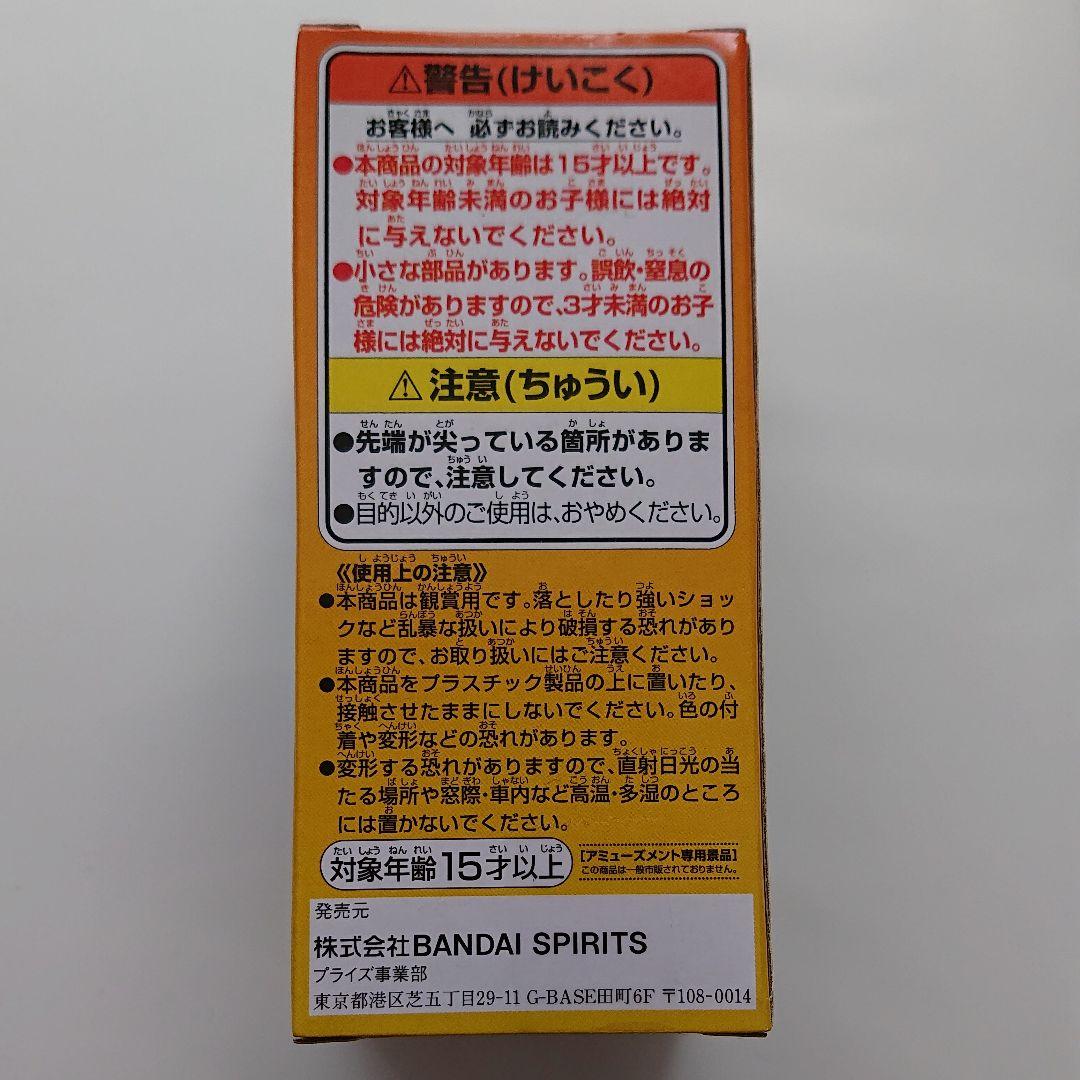 ⚠警告(けいこく)
お客様へ 必ずお読みください。
●本商品の対象年齢は15才以上です。
対象年齢未満のお子様には絶対
に与えないでください。
●小さな部品があります。誤飲・窒息の
危険がありますので、3才未満のお子
様には絶対に与えないでください。
⚠注意(ちゅうい)
●先端が尖っている箇所がありま
すので、注意してください。
●目的以外のご使用は、おやめください。
《使用上の注意》
●本商品は観賞用です。落としたり強いショッ
クなど乱暴な扱いにより破損する恐れがあり
ますので、お取り扱いにはご注意ください。
●本商品をプラスチック製品の上に置いたり、
接触させたままにしないでください。色の付
着や変形などの恐れがあります。
●変形する恐れがありますので、直射日光の当
たる場所や窓際・車内など高温・多湿のところ
には置かないでください。
対象年齢15才以上
[アミューズメント専用景品]
この商品は一般市販されておりません。
発売元
株式会社BANDAI SPIRITS
プライズ事業部
東京都港区芝五丁目29-11 G-BASE田町6F 〒108-0014